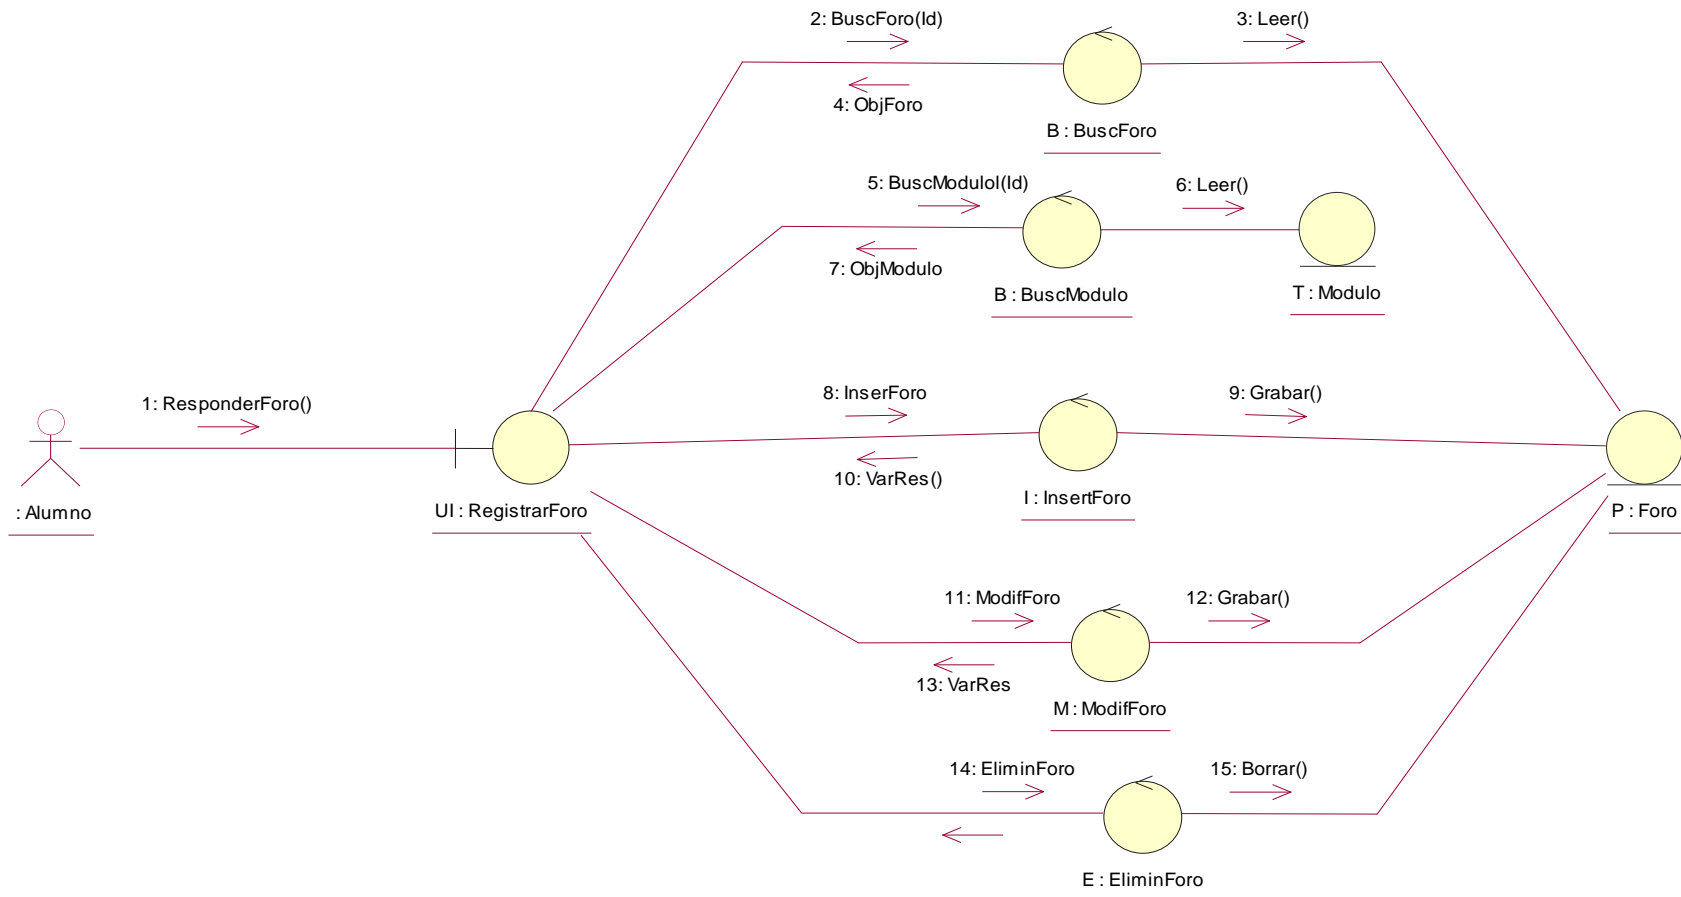 2: BuscForo(Id)
3: Leer()
4: ObjForo
B : BuscForo
5: BuscModulol(Id)
6: Leer()
7: ObjModulo
B : BuscModulo
T : Modulo
1: ResponderForo()
8: InserForo
9: Grabar()
10: VarRes()
: Alumno
UI : RegistrarForo
I : InsertForo
P : Foro
11: ModifForo
12: Grabar()
13: VarRes
M : ModifForo
14: EliminForo
15: Borrar()
E : EliminForo